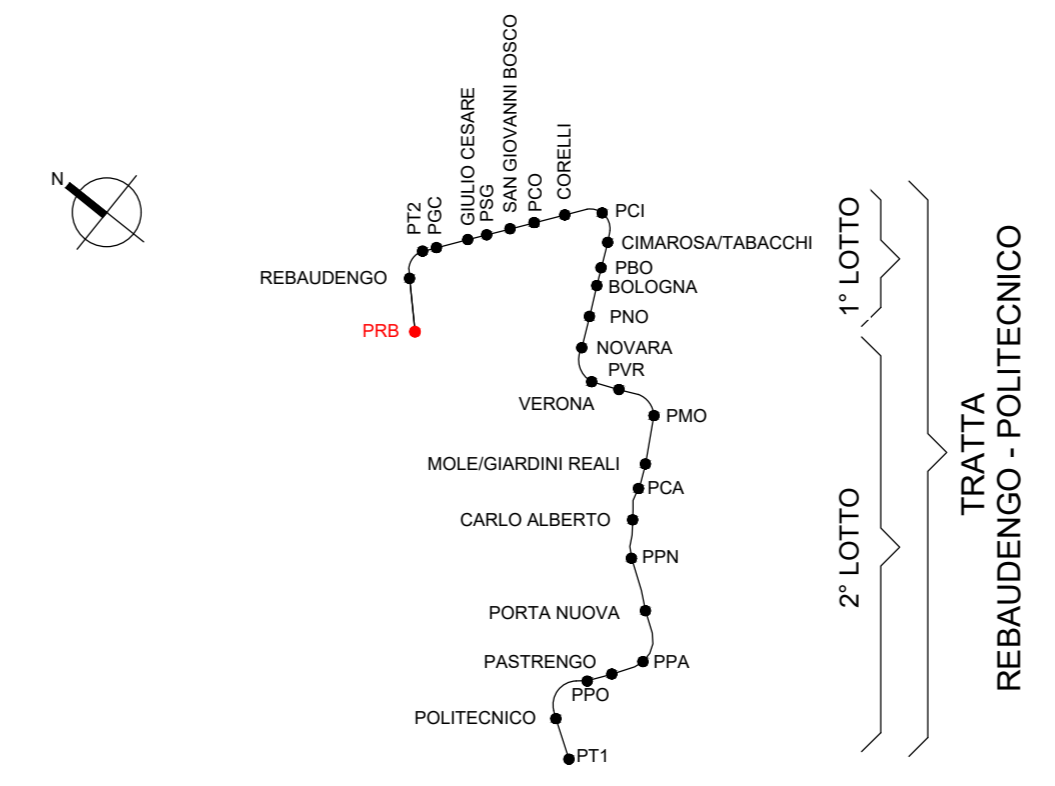 N
PT2
PGC
GIULIO CESARE
PSG
SAN GIOVANNI BOSCO
PCO
CORELLI
PCI
CIMAROSA/TABACCHI
REBAUDENGO
PBO
BOLOGNA
PRB
PNO
NOVARA
PVR
VERONA
PMO
MOLE/GIARDINI REALI
PCA
CARLO ALBERTO
PPN
PORTA NUOVA
PASTRENGO
PPA
PPO
POLITECNICO
PT1
1° LOTTO
2° LOTTO
TRATTA
REBAUDENGO - POLITECNICO